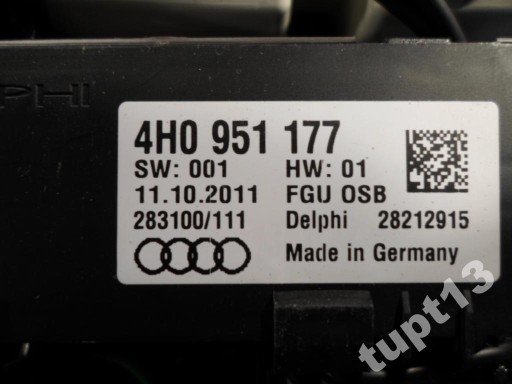 PHI
4H0 951 177
SW: 001 HW: 01
11.10.2011 FGU OSB
283100/111 Delphi 28212915
Made in Germany
tupt13